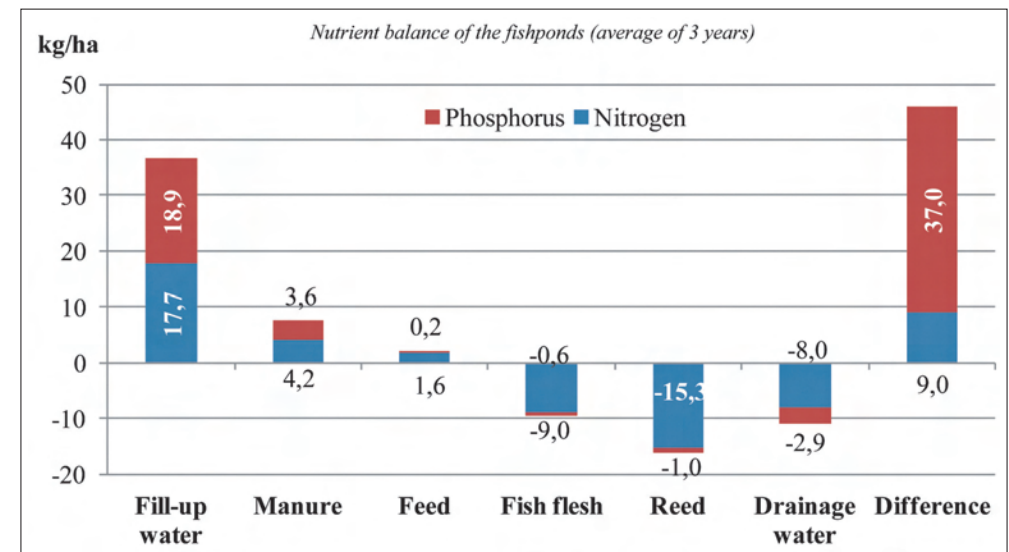 Nutrient balance of the fishponds (average of 3 years)
kg/ha
Phosphorus Nitrogen
50
40
30
20
10
0
-10
-20
18,9
17,7
3,6
4,2
0,2
1,6
-0,6
-9,0
-15,3
-1,0
-8,0
-2,9
37,0
9,0
Fill-up water
Manure
Feed
Fish flesh
Reed
Drainage water
Difference